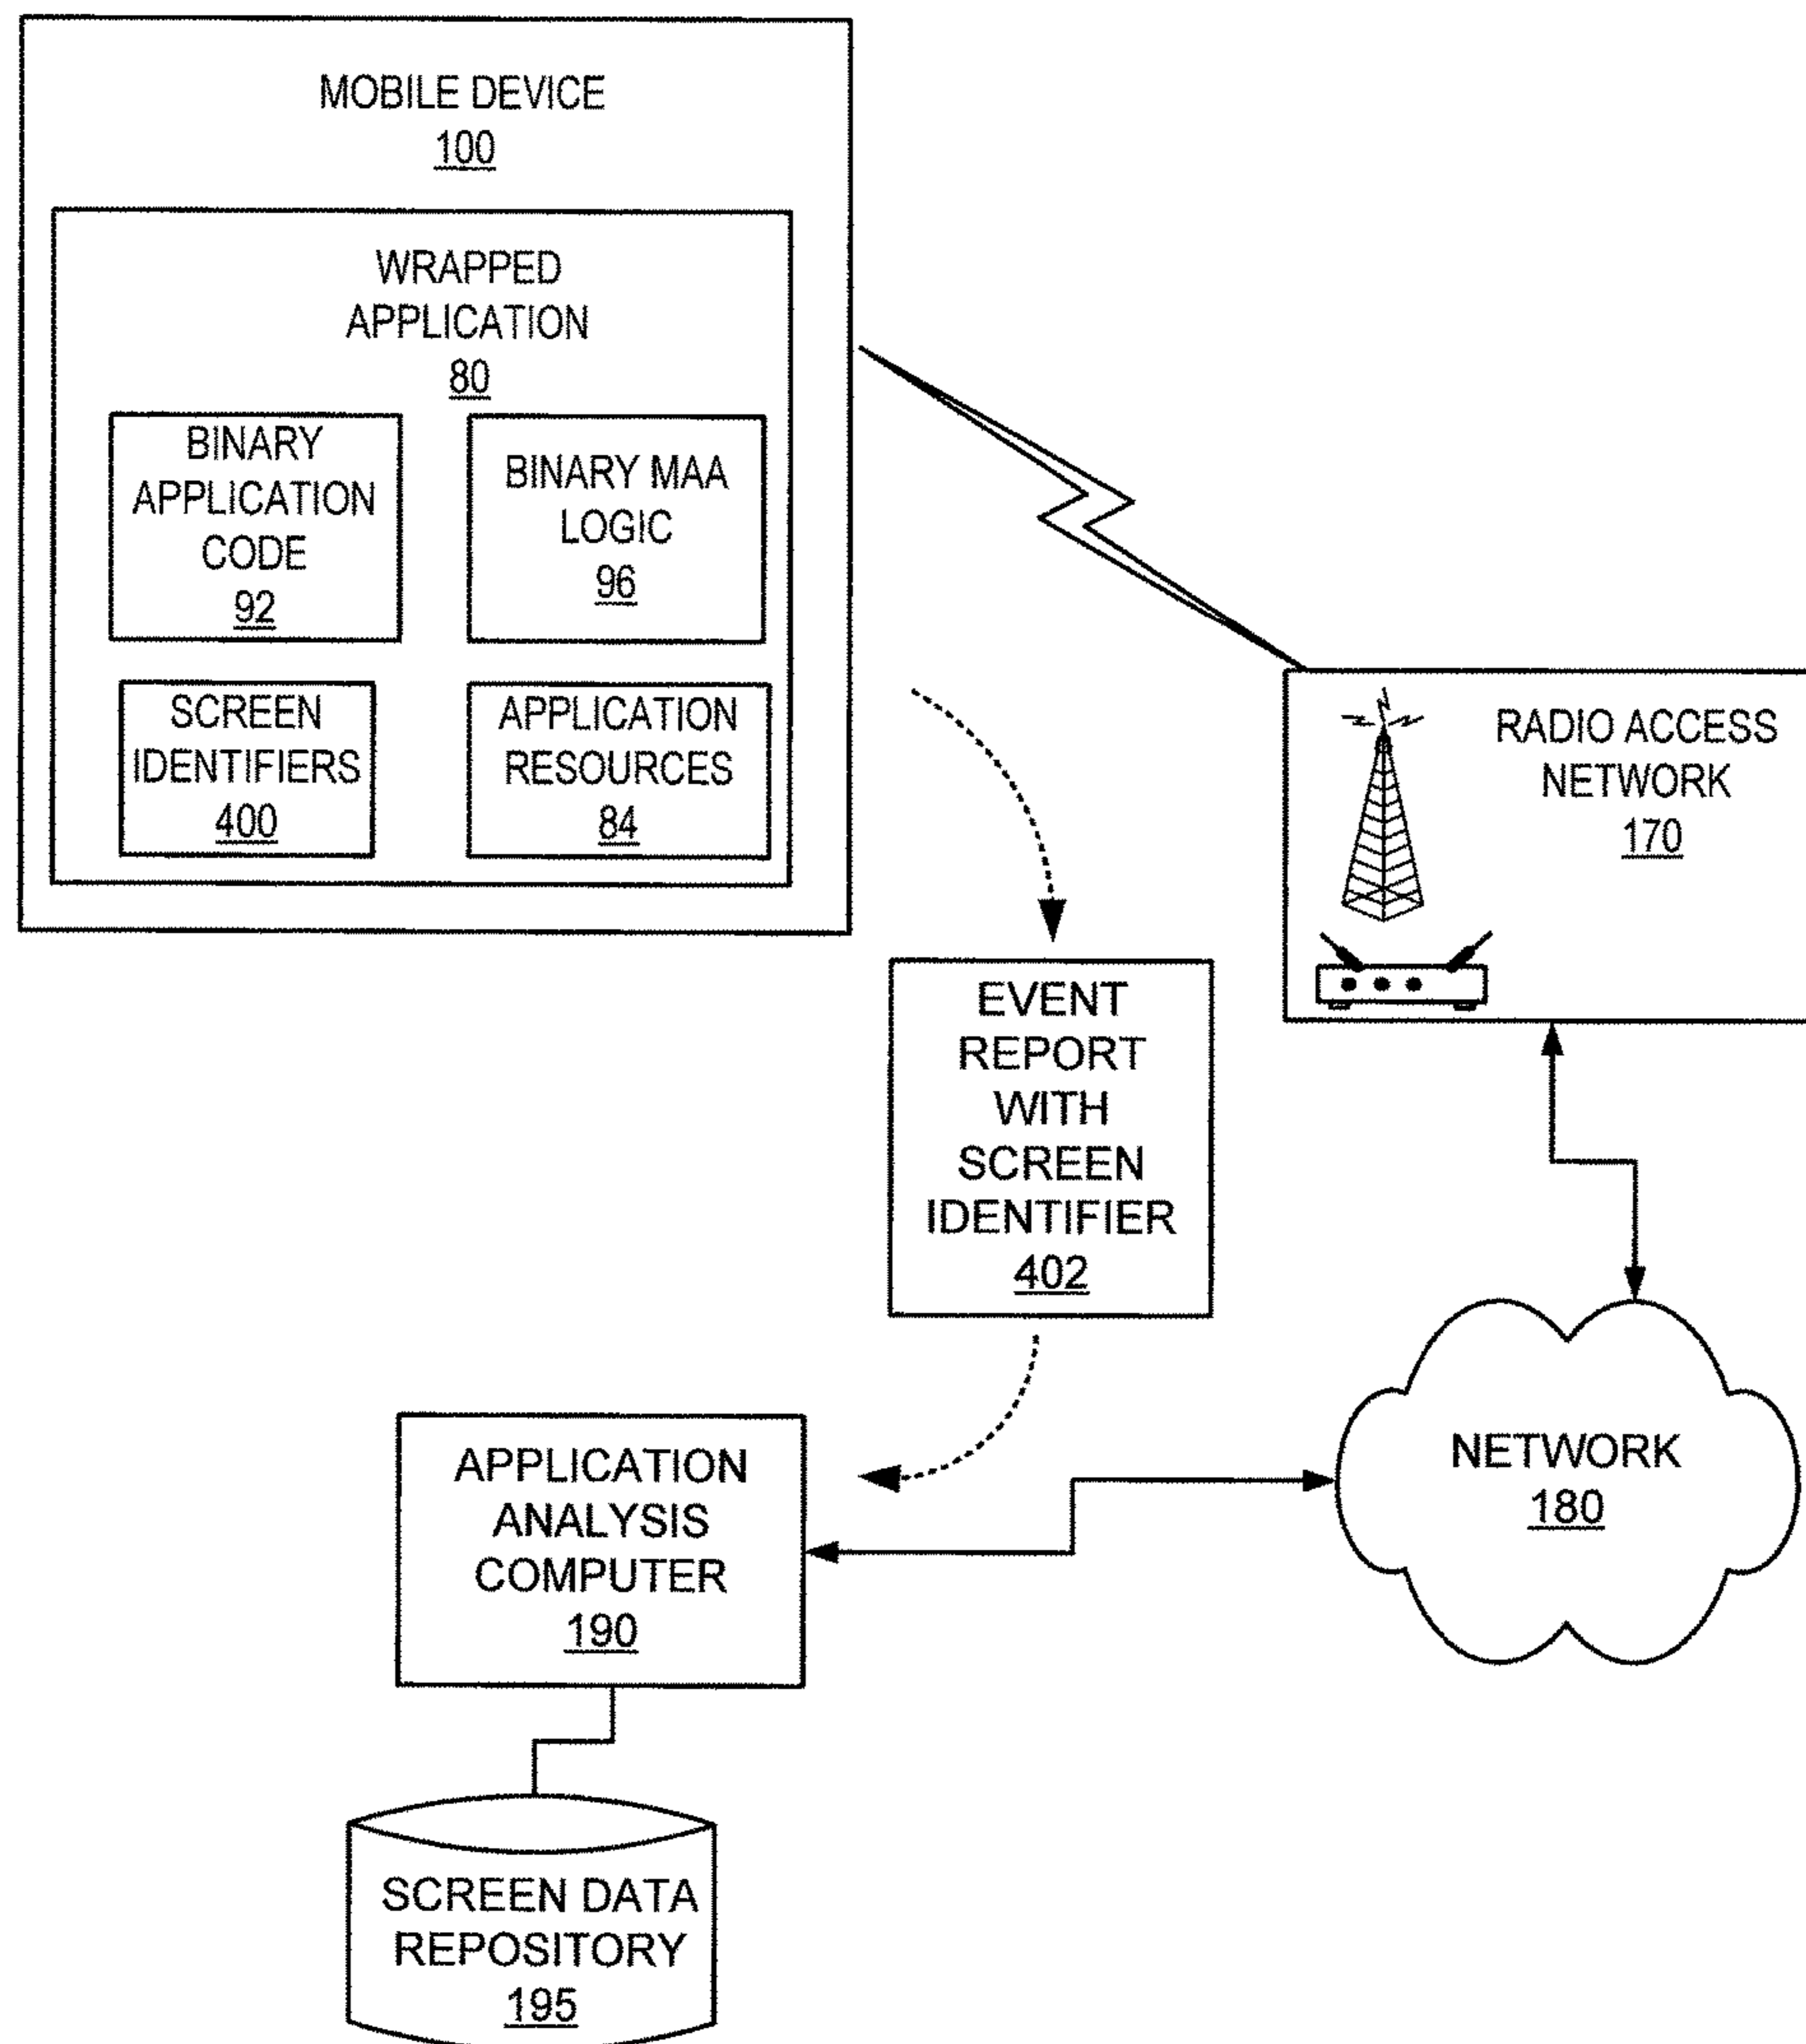 MOBILE DEVICE
100
WRAPPED
APPLICATION
80
BINARY
APPLICATION
CODE
92
BINARY MAA
LOGIC
96
SCREEN
IDENTIFIERS
400
APPLICATION
RESOURCES
84
RADIO ACCESS
NETWORK
170
EVENT
REPORT
WITH
SCREEN
IDENTIFIER
402
NETWORK
180
APPLICATION
ANALYSIS
COMPUTER
190
SCREEN DATA
REPOSITORY
195